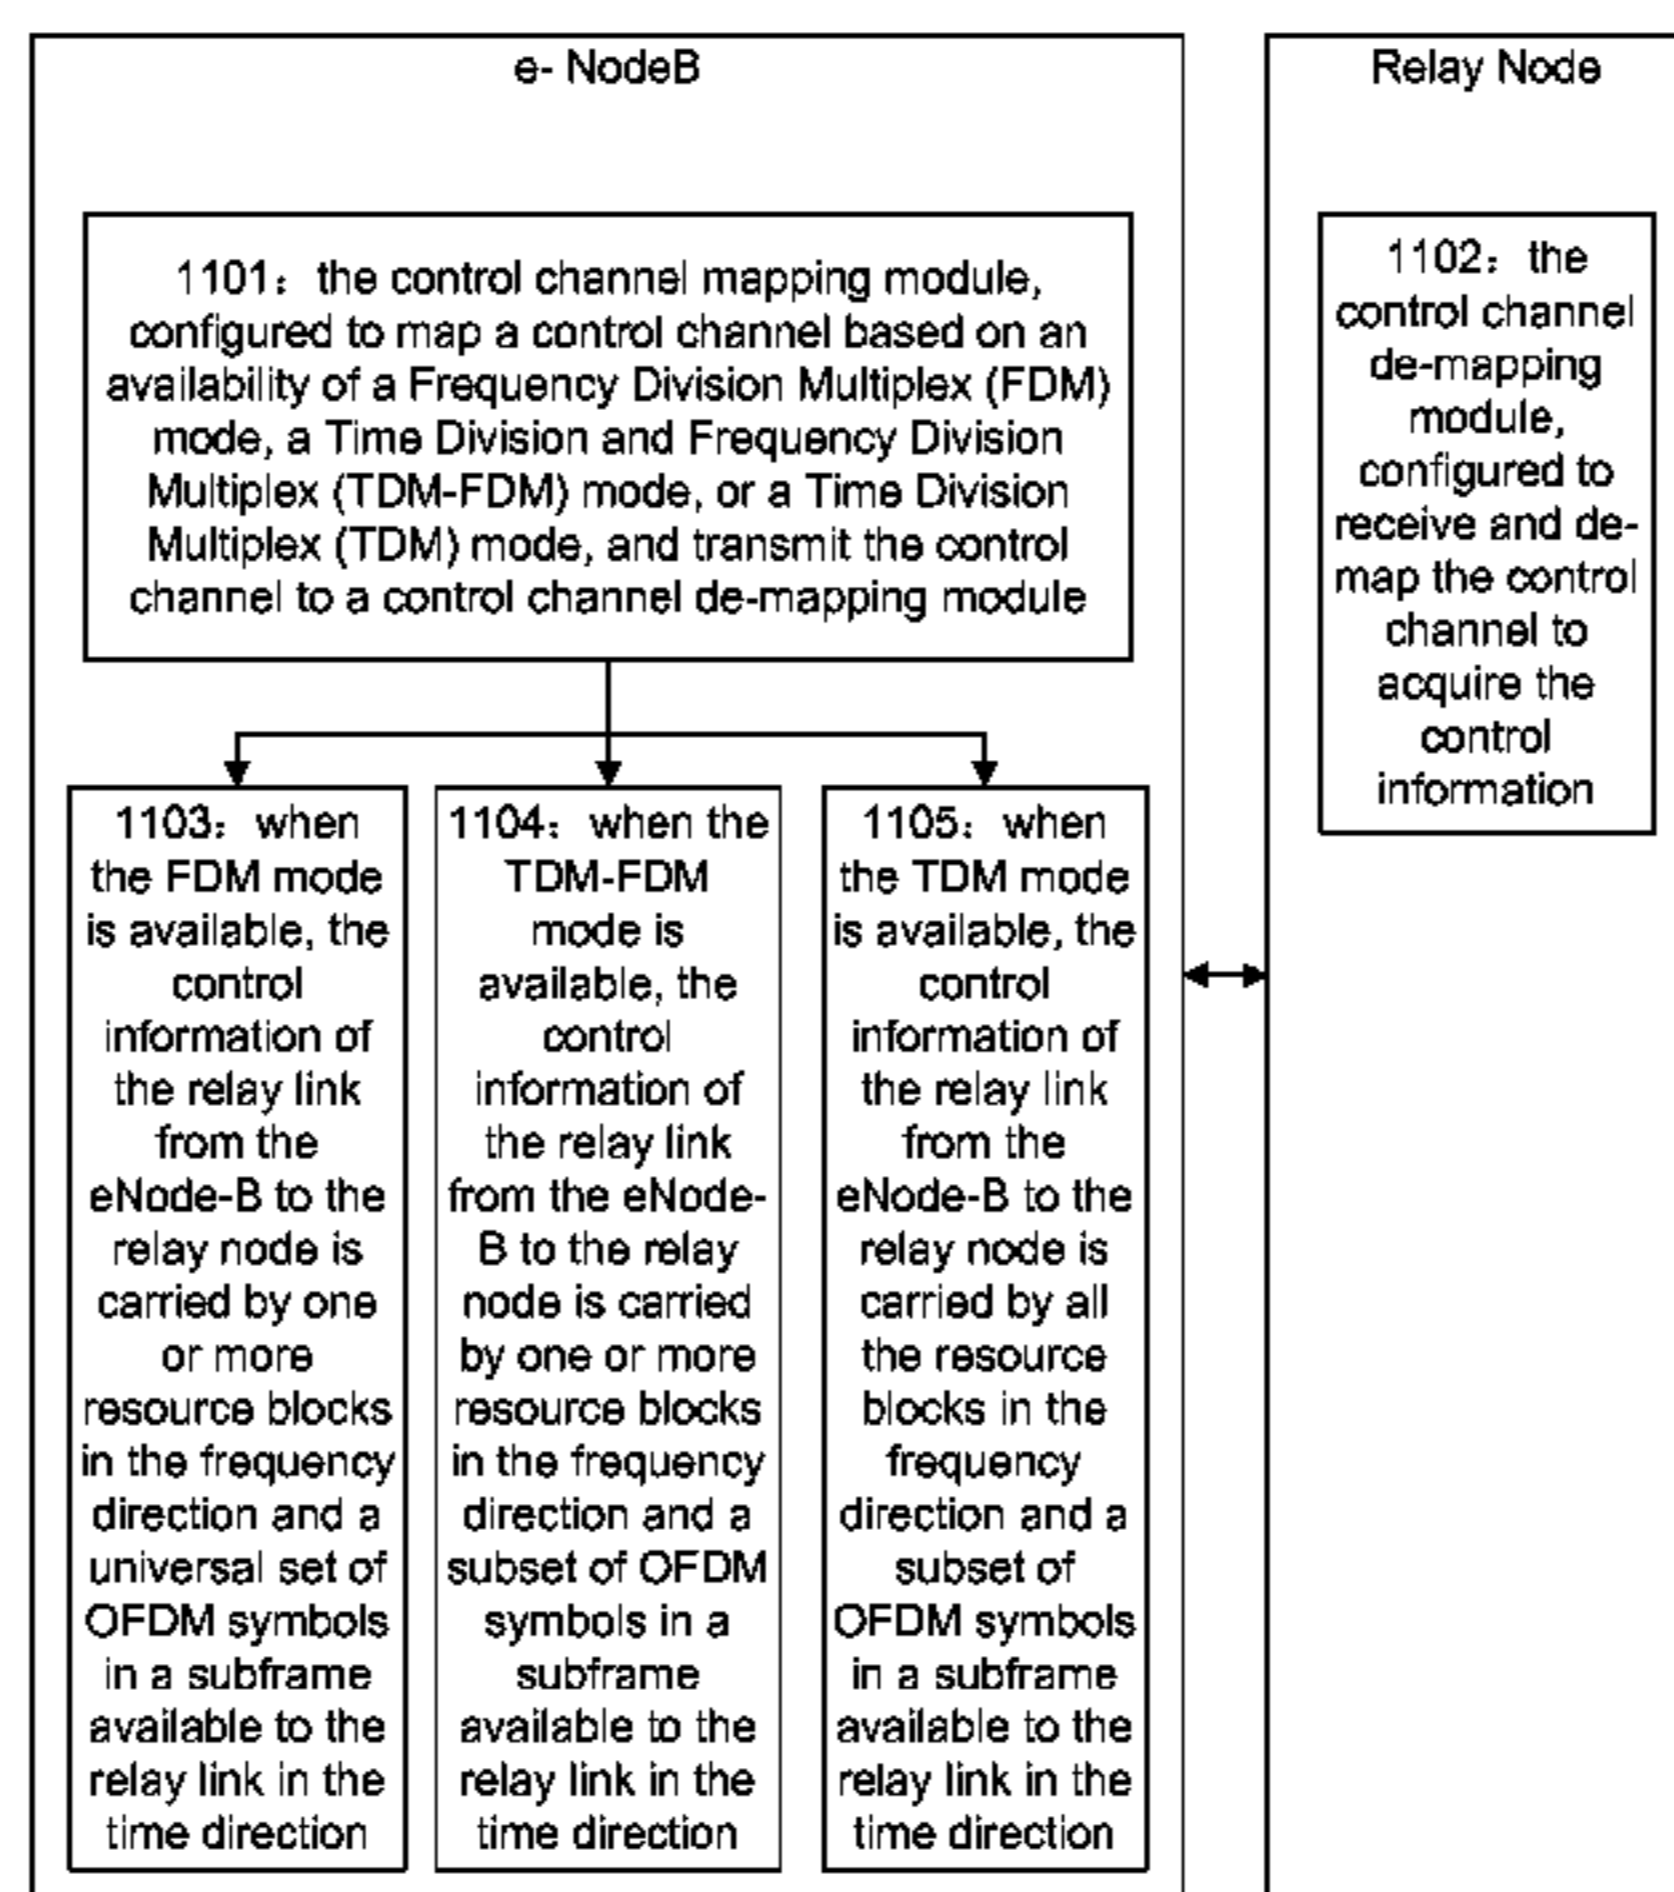 e- NodeB
1101: the control channel mapping module,
configured to map a control channel based on an
availability of a Frequency Division Multiplex (FDM)
mode, a Time Division and Frequency Division
Multiplex (TDM-FDM) mode, or a Time Division
Multiplex (TDM) mode, and transmit the control
channel to a control channel de-mapping module
1103: when
the FDM mode
is available, the
control
information of
the relay link
from the
eNode-B to the
relay node is
carried by one
or more
resource blocks
in the frequency
direction and a
universal set of
OFDM symbols
in a subframe
available to the
relay link in the
time direction
1104: when the
TDM-FDM
mode is
available, the
control
information of
the relay link
from the eNode-
B to the relay
node is carried
by one or more
resource blocks
in the frequency
direction and a
subset of OFDM
symbols in a
subframe
available to the
relay link in the
time direction
1105: when
the TDM mode
is available, the
control
information of
the relay link
from the
eNode-B to the
relay node is
carried by all
the resource
blocks in the
frequency
direction and a
subset of
OFDM symbols
in a subframe
available to the
relay link in the
time direction
Relay Node
1102: the
control channel
de-mapping
module,
configured to
receive and de-
map the control
channel to
acquire the
control
information